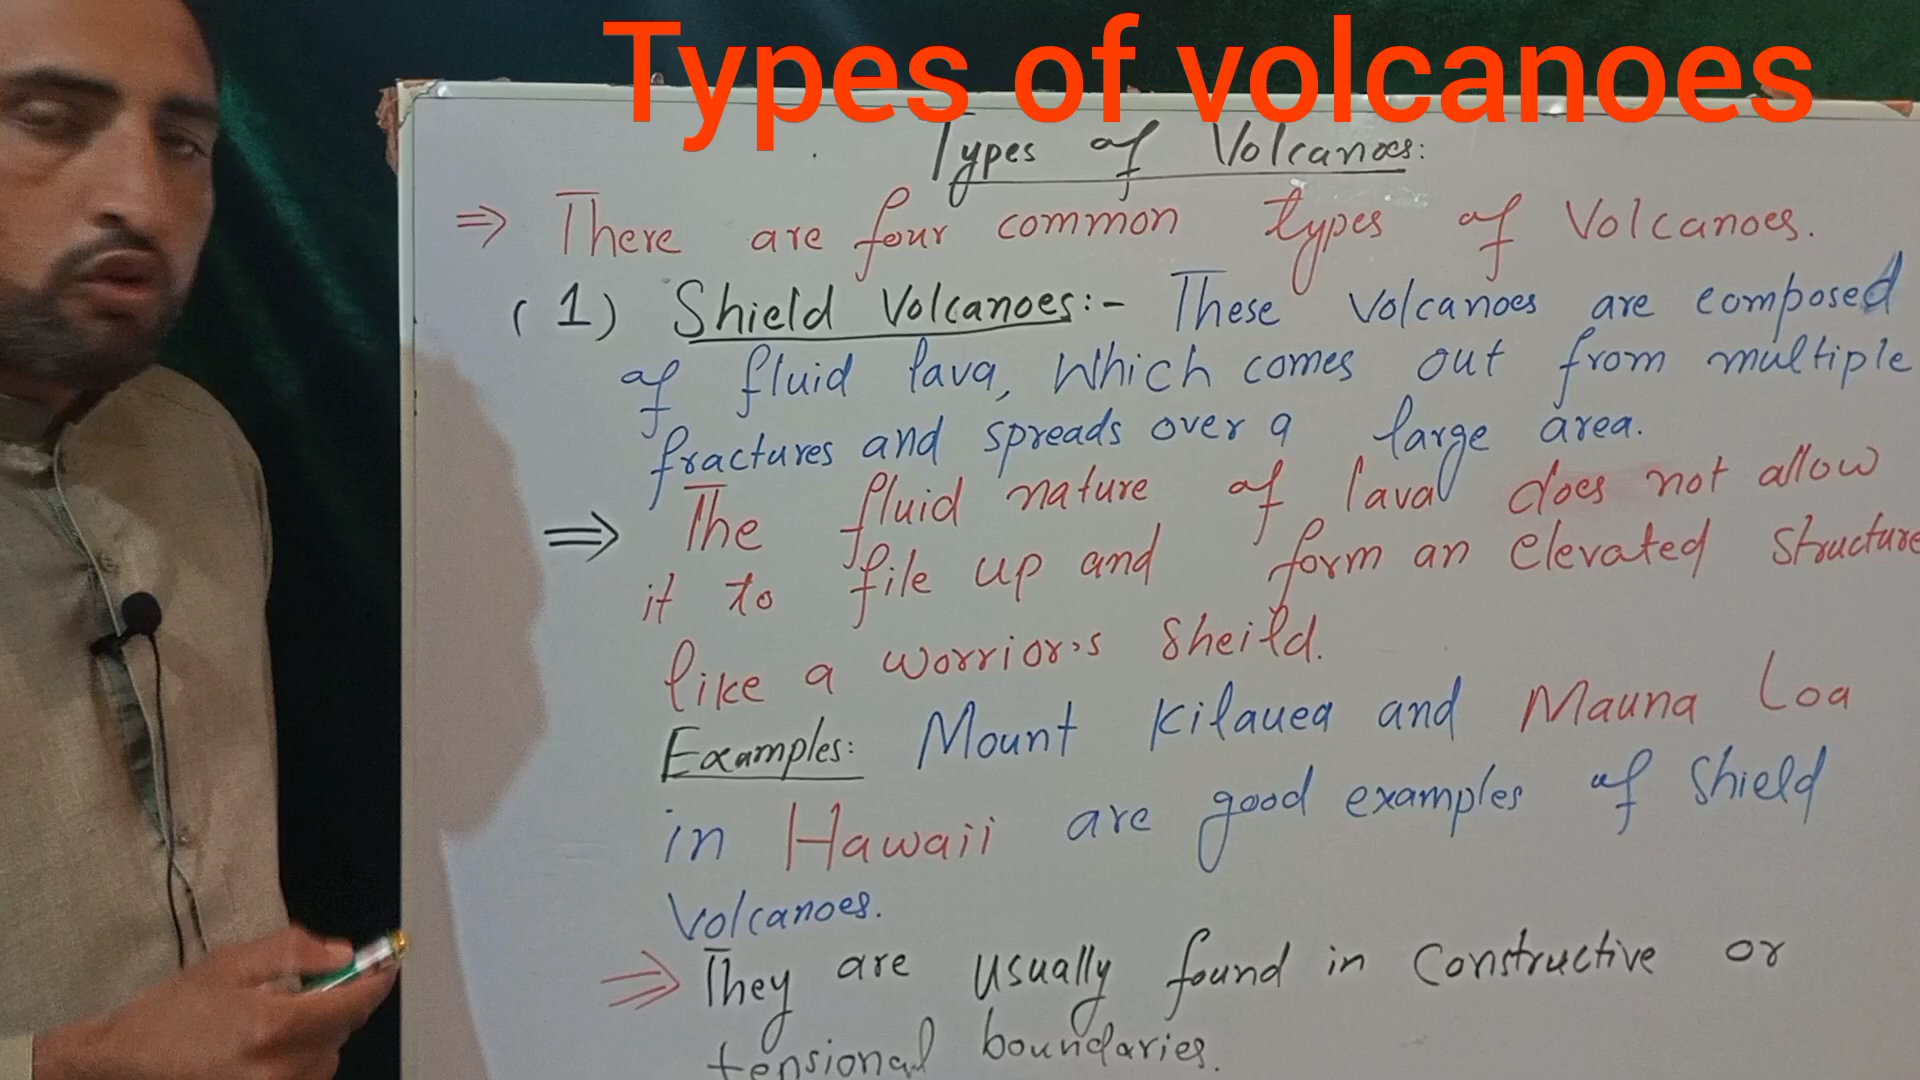 Types of volcanoes
Types of Volcanoes:
⇒ There are four common types of Volcanoes.
(1) Shield Volcanoes:- These Volcanoes are composed
of fluid lava, which comes out from multiple
fractures and spreads over a large area.
⇒ The fluid nature of lava does not allow
it to file up and form an elevated structure
like a worrior's sheild.
Examples: Mount Kilauea and Mauna Loa
in Hawaii are good examples of Shield
Volcanoes.
⇒ They are usually found in Constructive or
tensional boundaries.